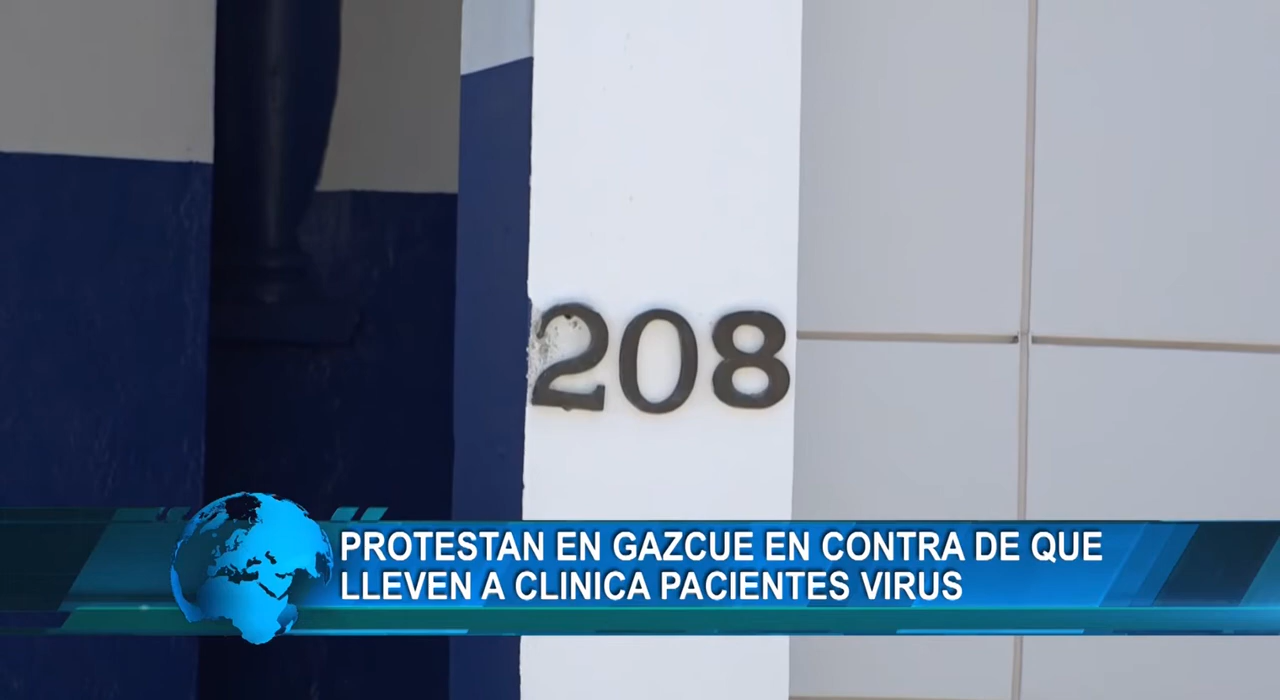 208
PROTESTAN EN GAZCUE EN CONTRA DE QUE
LLEVEN A CLINICA PACIENTES VIRUS